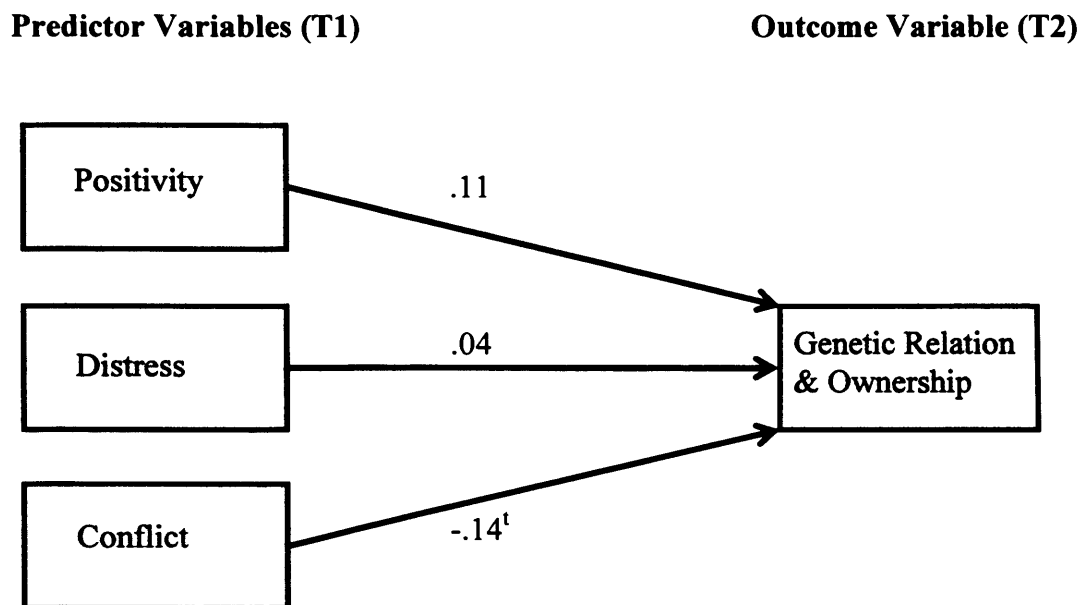 Predictor Variables (T1)
Outcome Variable (T2)
Positivity
.11
Distress
.04
Genetic Relation
& Ownership
Conflict
-.14ᵗ